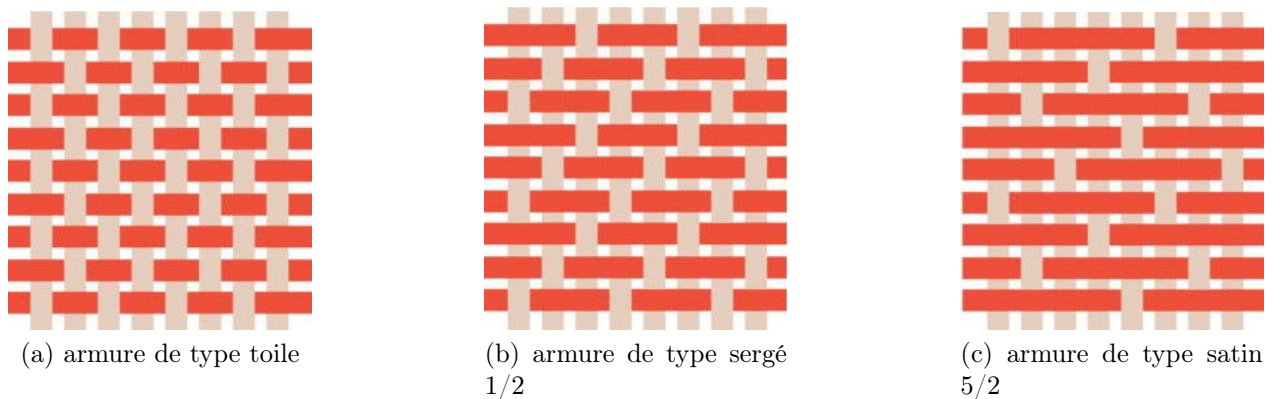 (a) armure de type toile
(b) armure de type sergé
1/2
(c) armure de type satin
5/2